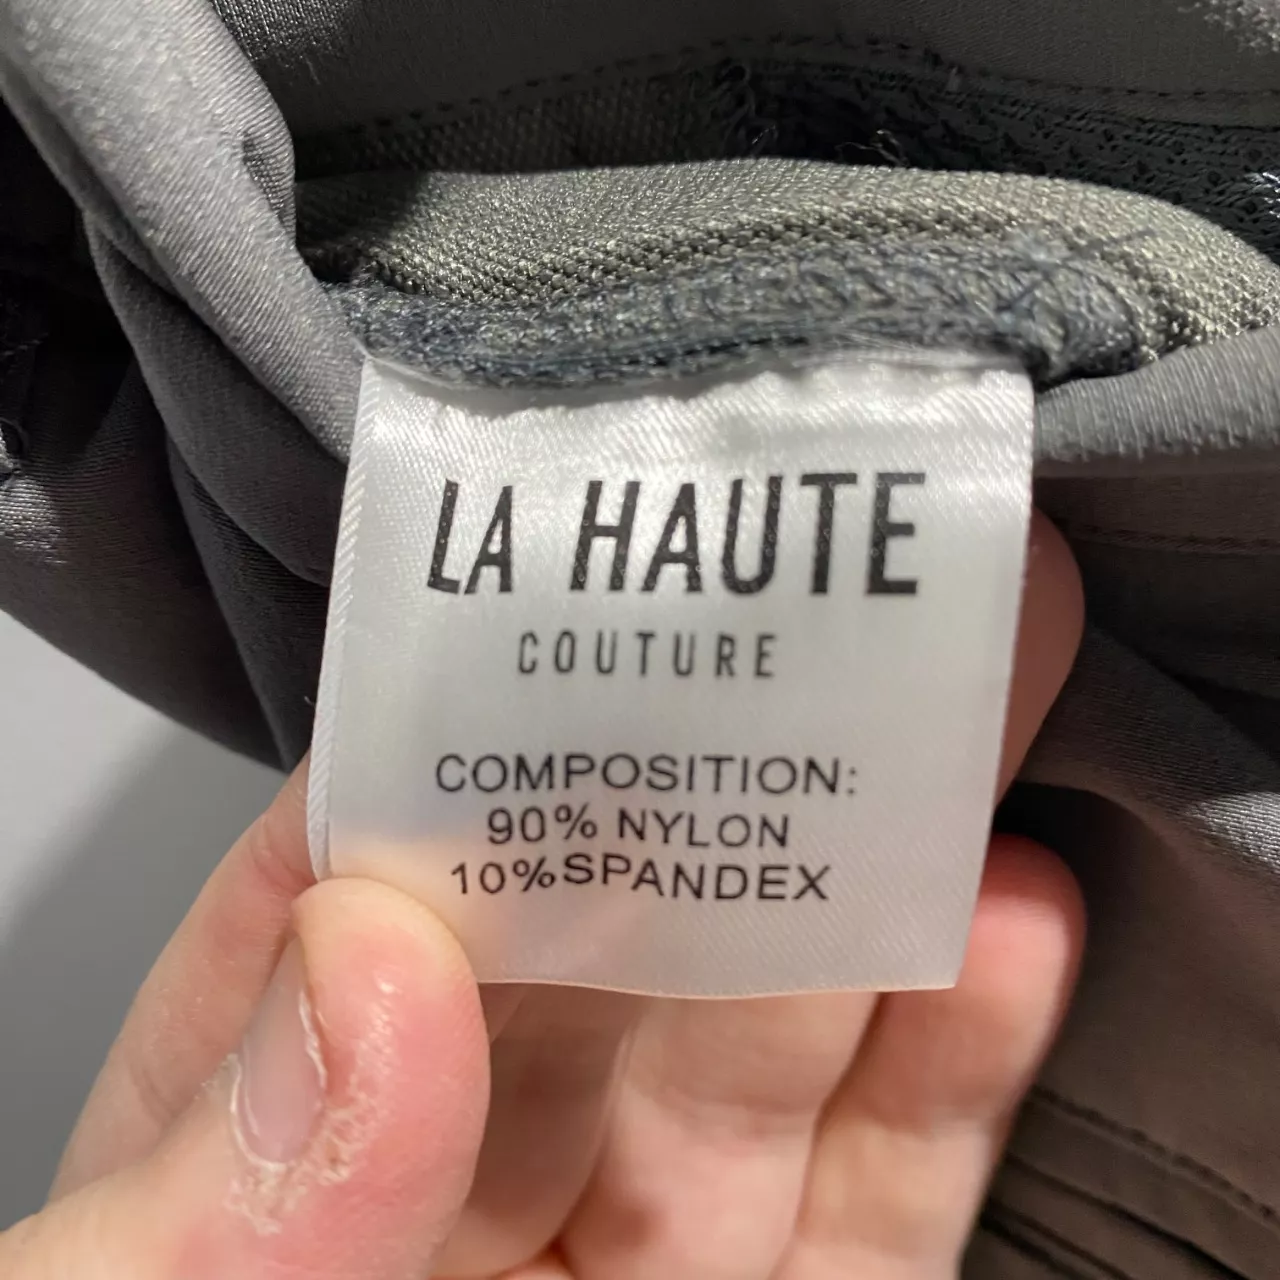 LA HAUTE
COUTURE
COMPOSITION:
90% NYLON
10%SPANDEX